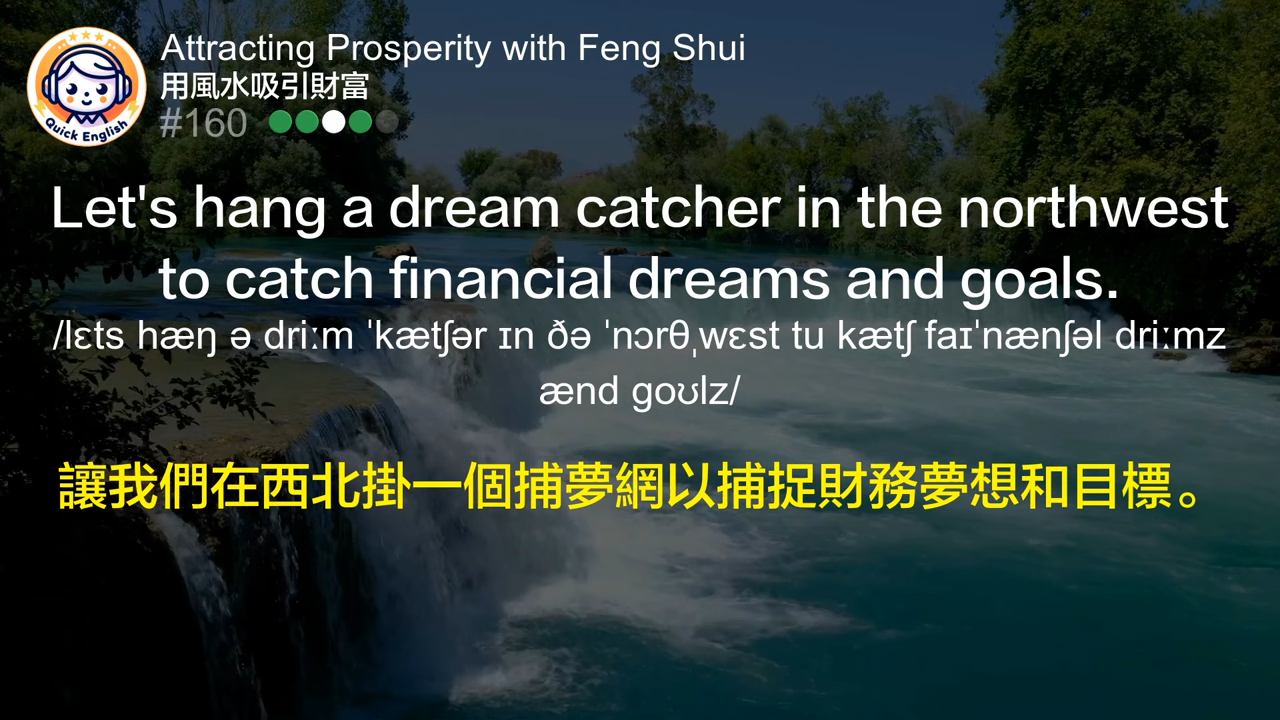 Quick English
Attracting Prosperity with Feng Shui
用風水吸引財富
#160
Let's hang a dream catcher in the northwest
to catch financial dreams and goals.
/lɛts hæŋ ə driːm ˈkætʃər ɪn ðə ˈnɔrθˌwɛst tu kætʃ faɪˈnænʃəl driːmz
ænd goʊlz/
讓我們在西北掛一個捕夢網以捕捉財務夢想和目標。